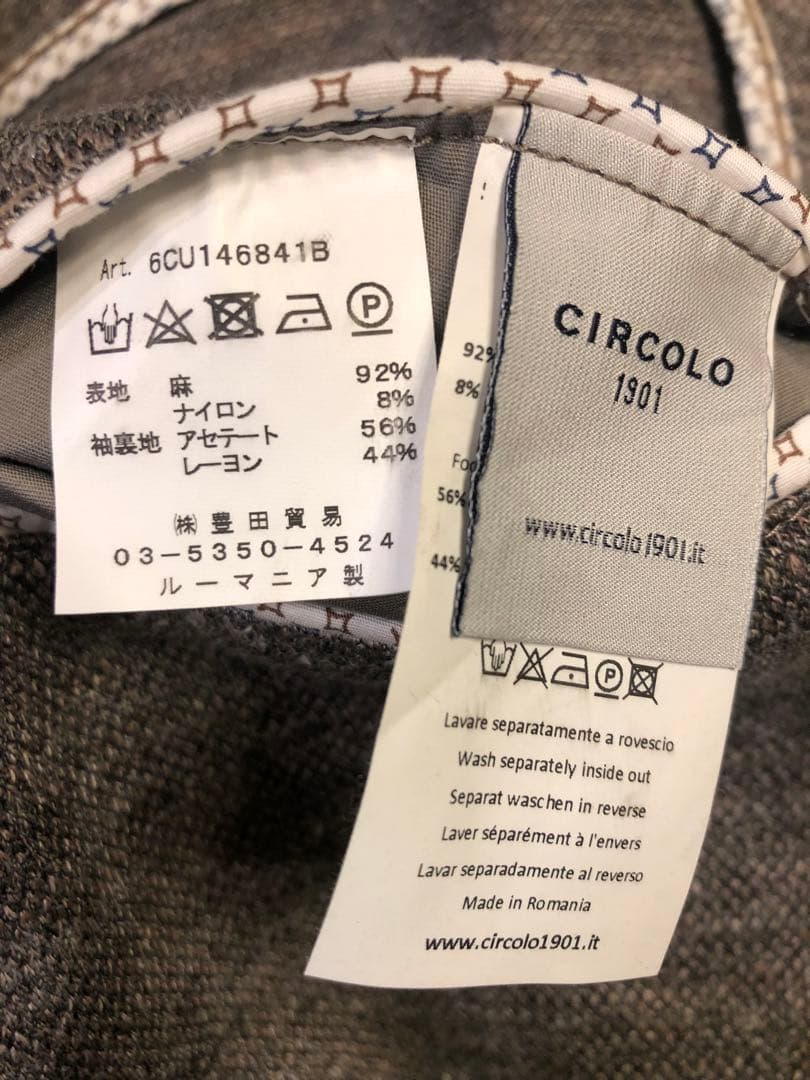 Art. 6CU146841B
P
表地 麻 92%
ナイロン 8%
袖裏地 アセテート 56%
レーヨン 44%
㈱豊田貿易
03-5350-4524
ルーマニア製
92%
8%
56%
44%
CIRCOLO
1901
www.circolo1901.it
P
Lavare separatamente a rovescio
Wash separately inside out
Separat waschen in reverse
Laver séparément à l'envers
Lavar separadamente al reverso
Made in Romania
www.circolo1901.it